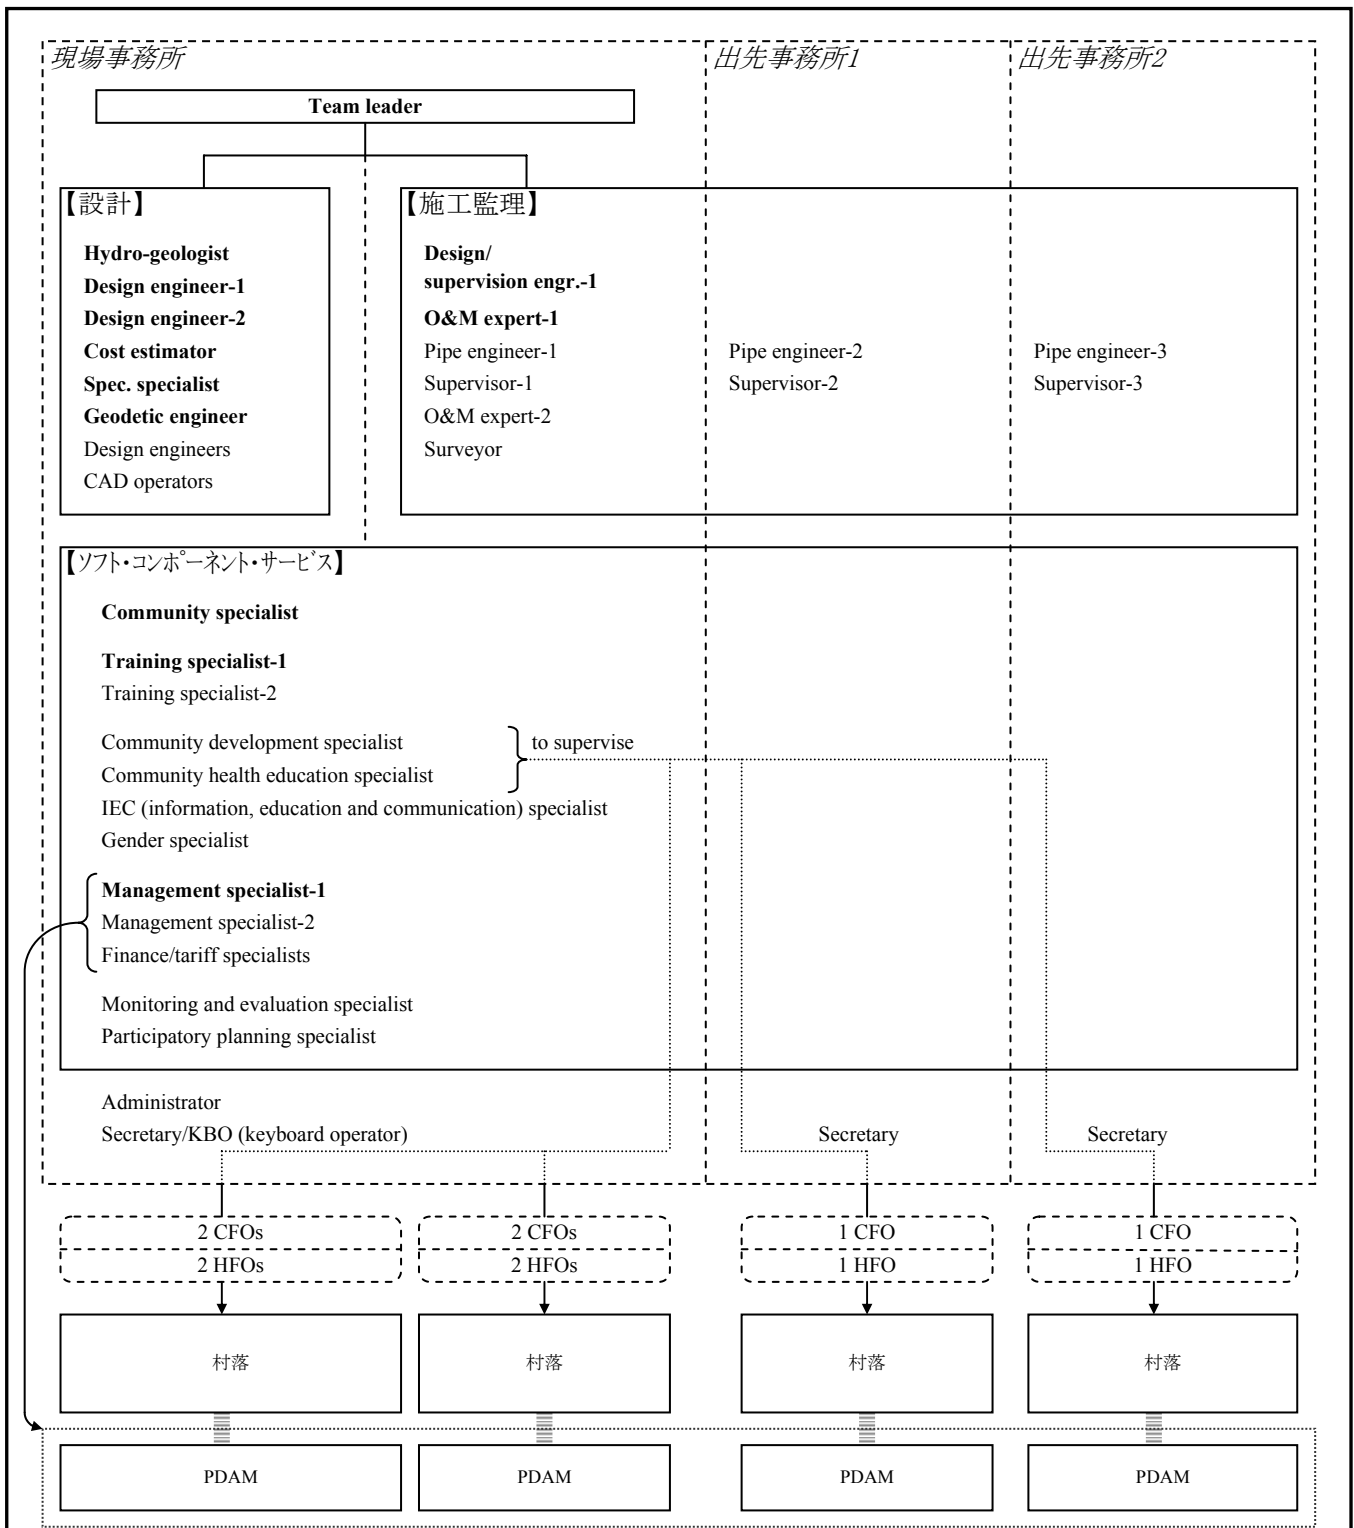 現場事務所
出先事務所1
出先事務所2
Team leader
【設計】
Hydro-geologist
Design engineer-1
Design engineer-2
Cost estimator
Spec. specialist
Geodetic engineer
Design engineers
CAD operators
【施工監理】
Design/
supervision engr.-1
O&M expert-1
Pipe engineer-1
Supervisor-1
O&M expert-2
Surveyor
Pipe engineer-2
Supervisor-2
Pipe engineer-3
Supervisor-3
【ソフト・コンポーネント・サービス】
Community specialist
Training specialist-1
Training specialist-2
Community development specialist
Community health education specialist
to supervise
IEC (information, education and communication) specialist
Gender specialist
Management specialist-1
Management specialist-2
Finance/tariff specialists
Monitoring and evaluation specialist
Participatory planning specialist
Administrator
Secretary/KBO (keyboard operator)
Secretary
Secretary
2 CFOs
2 HFOs
2 CFOs
2 HFOs
1 CFO
1 HFO
1 CFO
1 HFO
村落
村落
村落
村落
PDAM
PDAM
PDAM
PDAM